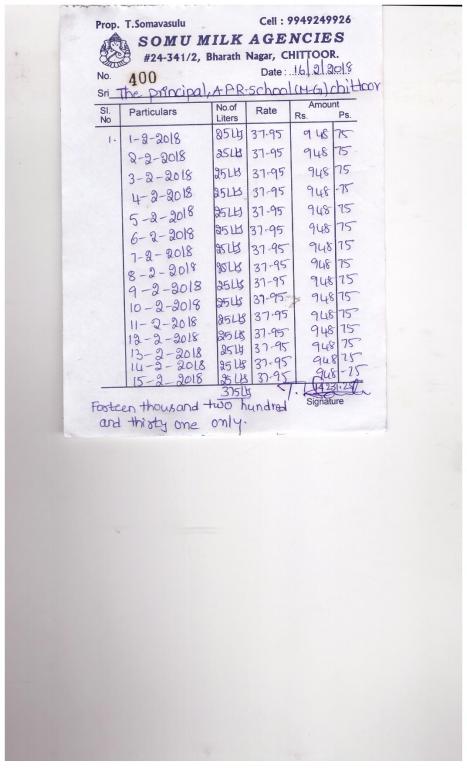 Prop. T.Somavasulu Cell : 9949249926
SOMU MILK AGENCIES
#24-341/2, Bharath Nagar, CHITTOOR.
No. 400 Date : 16/2/2018
Sri The principal, A.P.R-School (M-G) chittoor
Sl. No Particulars No.of Liters Rate Amount Rs. Ps.
1. 1-2-2018 25Lts 37-95 948 75
2-2-2018 25Lts 37-95 948 75
3-2-2018 25Lts 37-95 948 75
4-2-2018 25Lts 37-95 948 -75
5-2-2018 25Lts 37-95 948 75
6-2-2018 25Lts 37-95 948 75
7-2-2018 25Lts 37-95 948 75
8-2-2018 25Lts 37-95 948 75
9-2-2018 25Lts 37-95 948 75
10-2-2018 25Lts 37-95 948 75
11-2-2018 25Lts 37-95 948 75
12-2-2018 25Lts 37-95 948 75
13-2-2018 25Lts 37-95 948 75
14-2-2018 25Lts 37-95 948 75
15-2-2018 25Lts 37-95 948-75
375Lts
Signature
Fosteen thousand two hundred
and thirty one only.